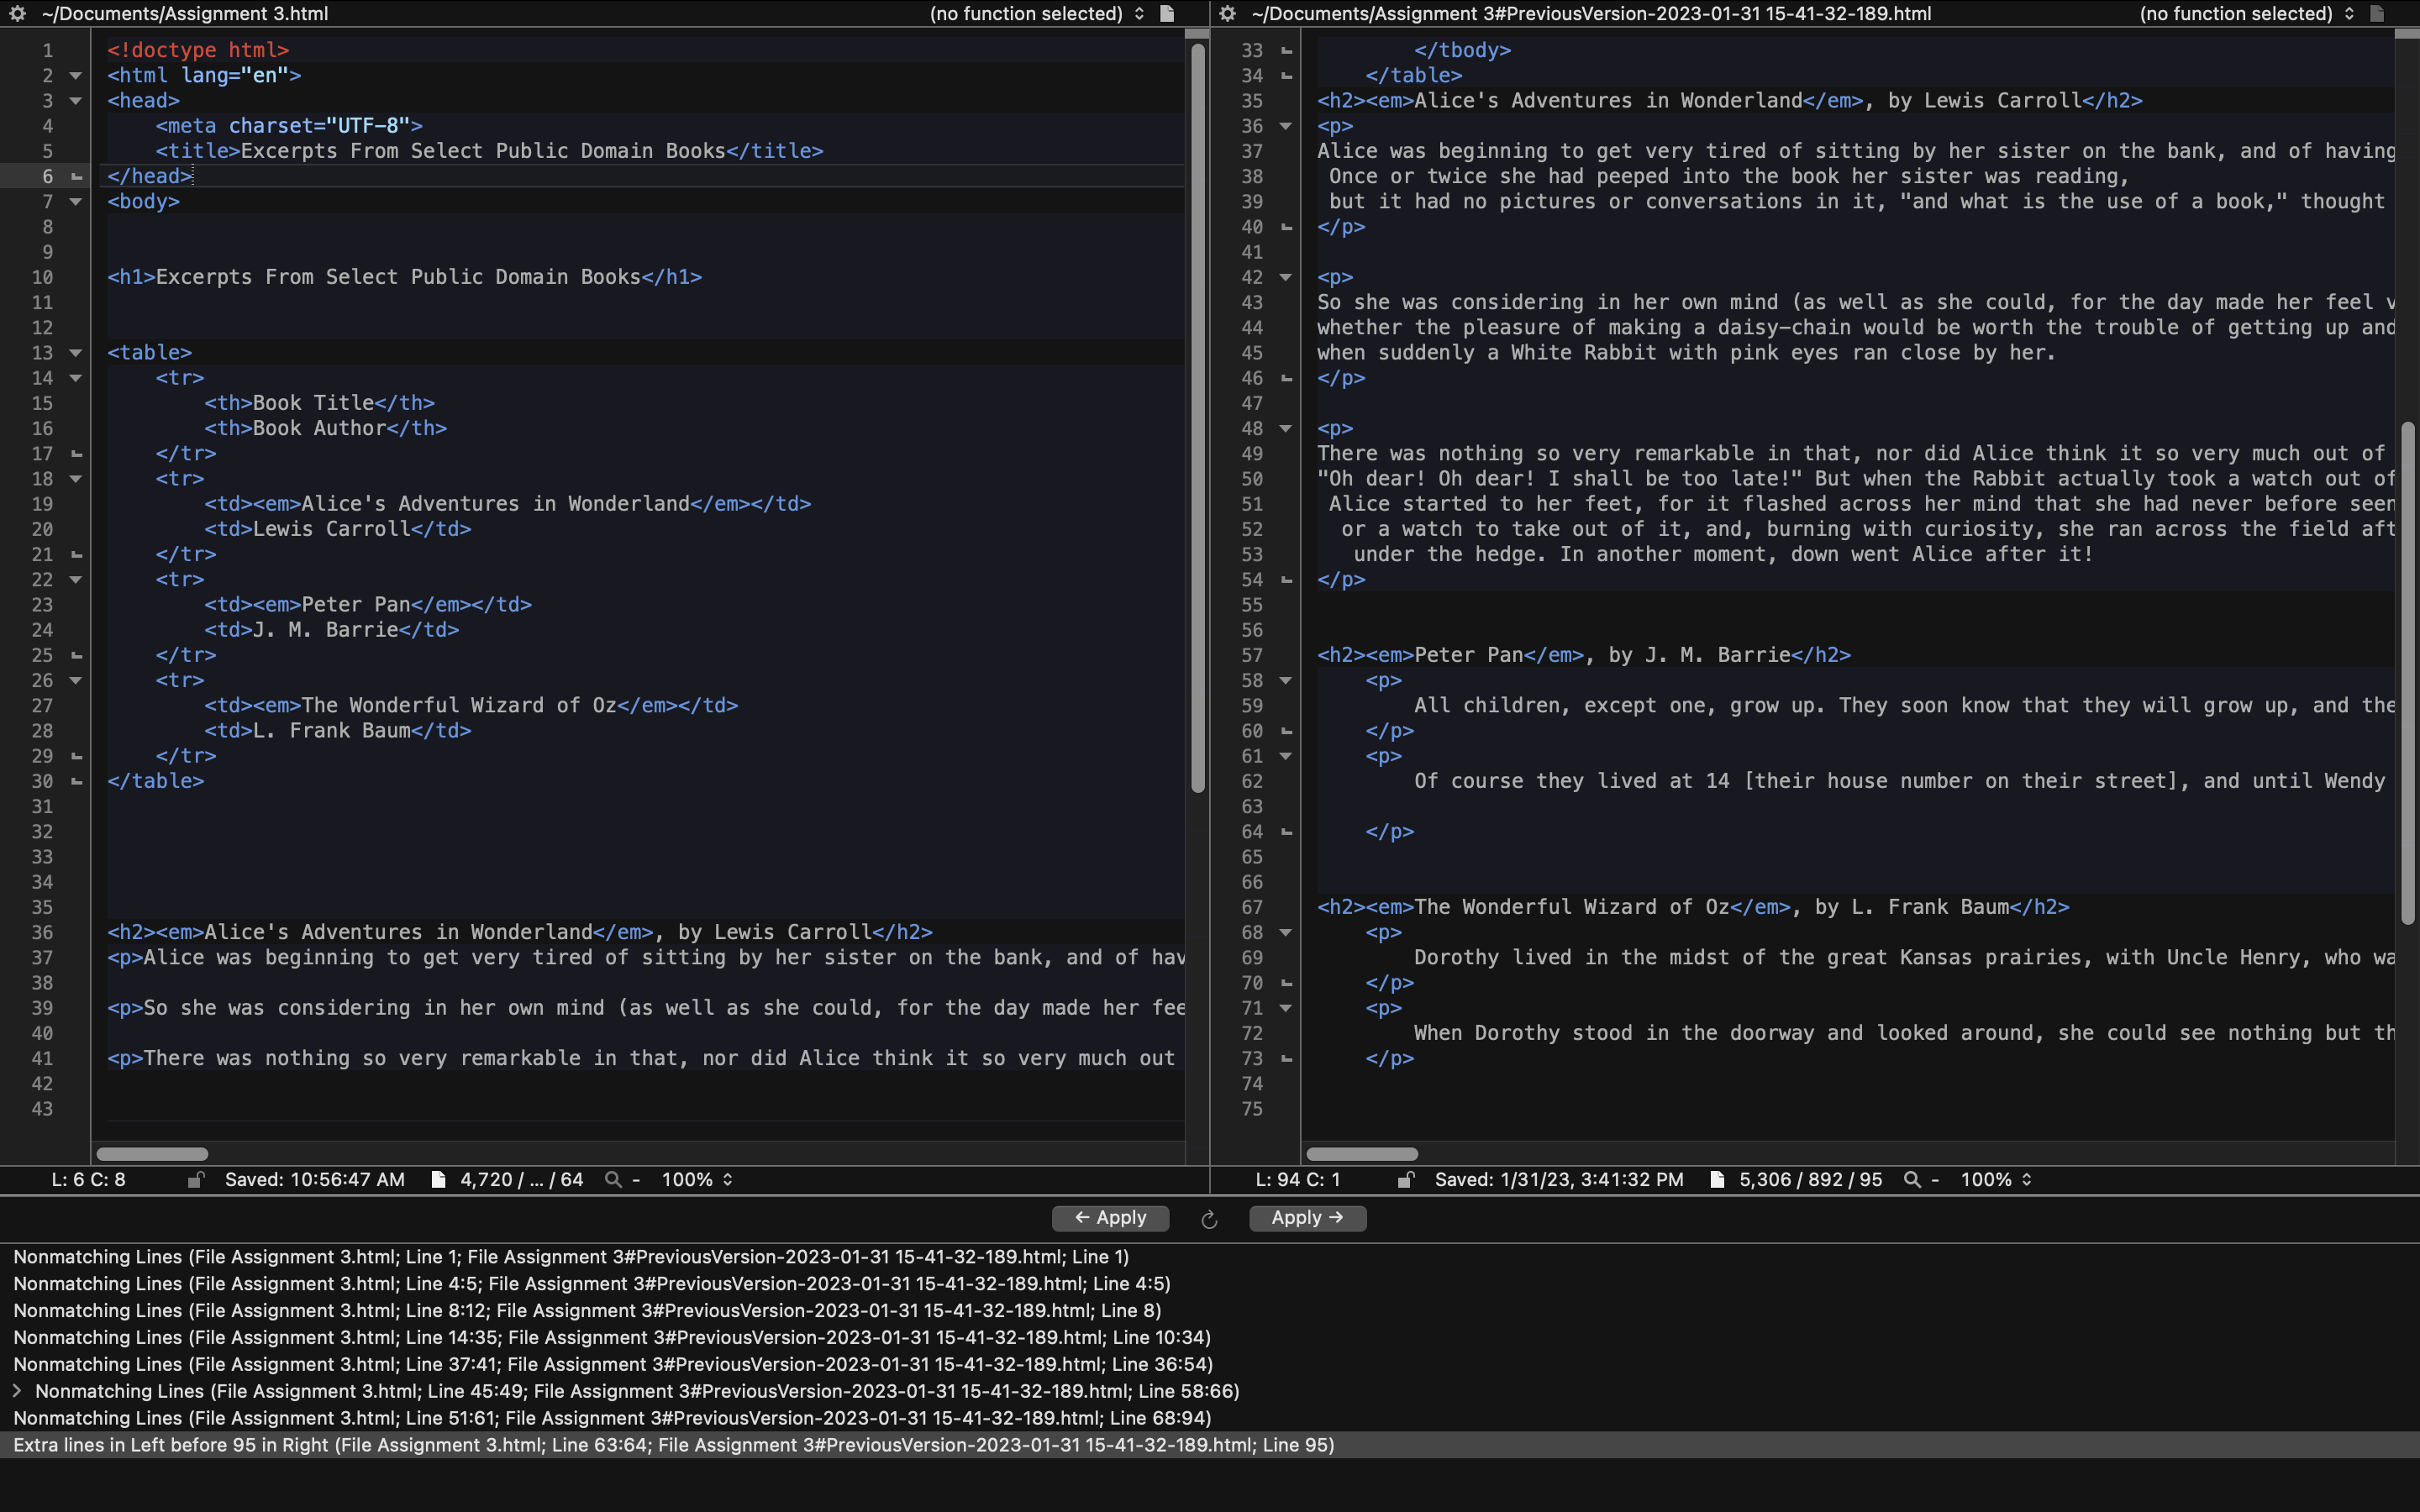 ~/Documents/Assignment 3.html (no function selected)
1 <!doctype html>
2 <html lang="en">
3 <head>
4 <meta charset="UTF-8">
5 <title>Excerpts From Select Public Domain Books</title>
6 </head>
7 <body>
8
9
10 <h1>Excerpts From Select Public Domain Books</h1>
11
12
13 <table>
14 <tr>
15 <th>Book Title</th>
16 <th>Book Author</th>
17 </tr>
18 <tr>
19 <td><em>Alice's Adventures in Wonderland</em></td>
20 <td>Lewis Carroll</td>
21 </tr>
22 <tr>
23 <td><em>Peter Pan</em></td>
24 <td>J. M. Barrie</td>
25 </tr>
26 <tr>
27 <td><em>The Wonderful Wizard of Oz</em></td>
28 <td>L. Frank Baum</td>
29 </tr>
30 </table>
31
32
33
34
35
36 <h2><em>Alice's Adventures in Wonderland</em>, by Lewis Carroll</h2>
37 <p>Alice was beginning to get very tired of sitting by her sister on the bank, and of hav
38
39 <p>So she was considering in her own mind (as well as she could, for the day made her fee
40
41 <p>There was nothing so very remarkable in that, nor did Alice think it so very much out
42
43
L: 6 C: 8 Saved: 10:56:47 AM 4,720 / ... / 64 - 100%
~/Documents/Assignment 3#PreviousVersion-2023-01-31 15-41-32-189.html (no function selected)
33 </tbody>
34 </table>
35 <h2><em>Alice's Adventures in Wonderland</em>, by Lewis Carroll</h2>
36 <p>
37 Alice was beginning to get very tired of sitting by her sister on the bank, and of having
38 Once or twice she had peeped into the book her sister was reading,
39 but it had no pictures or conversations in it, "and what is the use of a book," thought
40 </p>
41
42 <p>
43 So she was considering in her own mind (as well as she could, for the day made her feel v
44 whether the pleasure of making a daisy-chain would be worth the trouble of getting up and
45 when suddenly a White Rabbit with pink eyes ran close by her.
46 </p>
47
48 <p>
49 There was nothing so very remarkable in that, nor did Alice think it so very much out of
50 "Oh dear! Oh dear! I shall be too late!" But when the Rabbit actually took a watch out of
51 Alice started to her feet, for it flashed across her mind that she had never before seen
52 or a watch to take out of it, and, burning with curiosity, she ran across the field aft
53 under the hedge. In another moment, down went Alice after it!
54 </p>
55
56
57 <h2><em>Peter Pan</em>, by J. M. Barrie</h2>
58 <p>
59 All children, except one, grow up. They soon know that they will grow up, and the
60 </p>
61 <p>
62 Of course they lived at 14 [their house number on their street], and until Wendy
63
64 </p>
65
66
67 <h2><em>The Wonderful Wizard of Oz</em>, by L. Frank Baum</h2>
68 <p>
69 Dorothy lived in the midst of the great Kansas prairies, with Uncle Henry, who wa
70 </p>
71 <p>
72 When Dorothy stood in the doorway and looked around, she could see nothing but th
73 </p>
74
75
L: 94 C: 1 Saved: 1/31/23, 3:41:32 PM 5,306 / 892 / 95 - 100%
← Apply Apply →
Nonmatching Lines (File Assignment 3.html; Line 1; File Assignment 3#PreviousVersion-2023-01-31 15-41-32-189.html; Line 1)
Nonmatching Lines (File Assignment 3.html; Line 4:5; File Assignment 3#PreviousVersion-2023-01-31 15-41-32-189.html; Line 4:5)
Nonmatching Lines (File Assignment 3.html; Line 8:12; File Assignment 3#PreviousVersion-2023-01-31 15-41-32-189.html; Line 8)
Nonmatching Lines (File Assignment 3.html; Line 14:35; File Assignment 3#PreviousVersion-2023-01-31 15-41-32-189.html; Line 10:34)
Nonmatching Lines (File Assignment 3.html; Line 37:41; File Assignment 3#PreviousVersion-2023-01-31 15-41-32-189.html; Line 36:54)
Nonmatching Lines (File Assignment 3.html; Line 45:49; File Assignment 3#PreviousVersion-2023-01-31 15-41-32-189.html; Line 58:66)
Nonmatching Lines (File Assignment 3.html; Line 51:61; File Assignment 3#PreviousVersion-2023-01-31 15-41-32-189.html; Line 68:94)
Extra lines in Left before 95 in Right (File Assignment 3.html; Line 63:64; File Assignment 3#PreviousVersion-2023-01-31 15-41-32-189.html; Line 95)